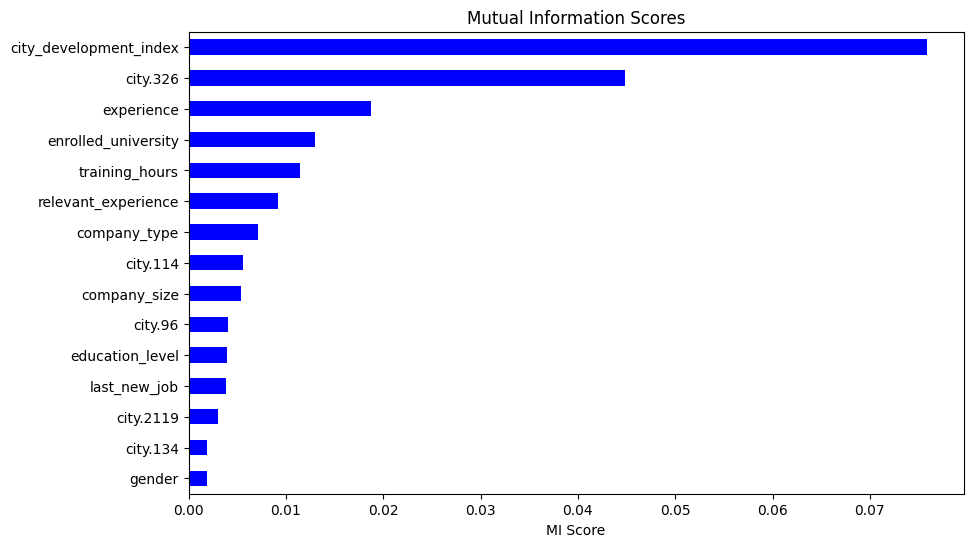 Mutual Information Scores
city_development_index
city.326
experience
enrolled_university
training_hours
relevant_experience
company_type
city.114
company_size
city.96
education_level
last_new_job
city.2119
city.134
gender
0.00 0.01 0.02 0.03 0.04 0.05 0.06 0.07
MI Score